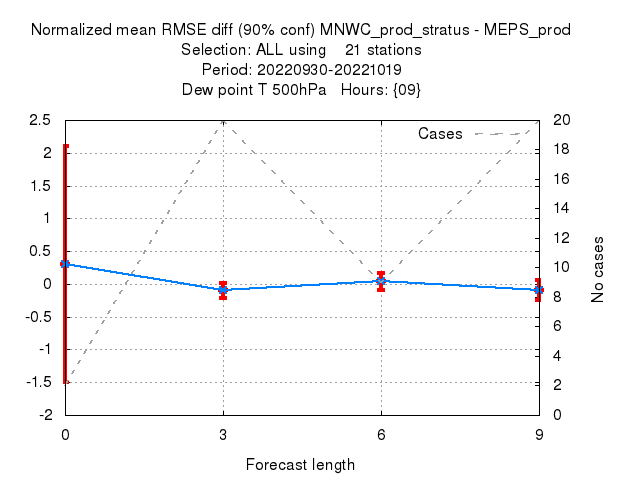 Normalized mean RMSE diff (90% conf) MNWC_prod_stratus - MEPS_prod
Selection: ALL using 21 stations
Period: 20220930-20221019
Dew point T 500hPa Hours: {09}
Cases
2.5
2
1.5
1
0.5
0
-0.5
-1
-1.5
-2
20
18
16
14
12
10
8
6
4
2
0
No cases
0 3 6 9
Forecast length